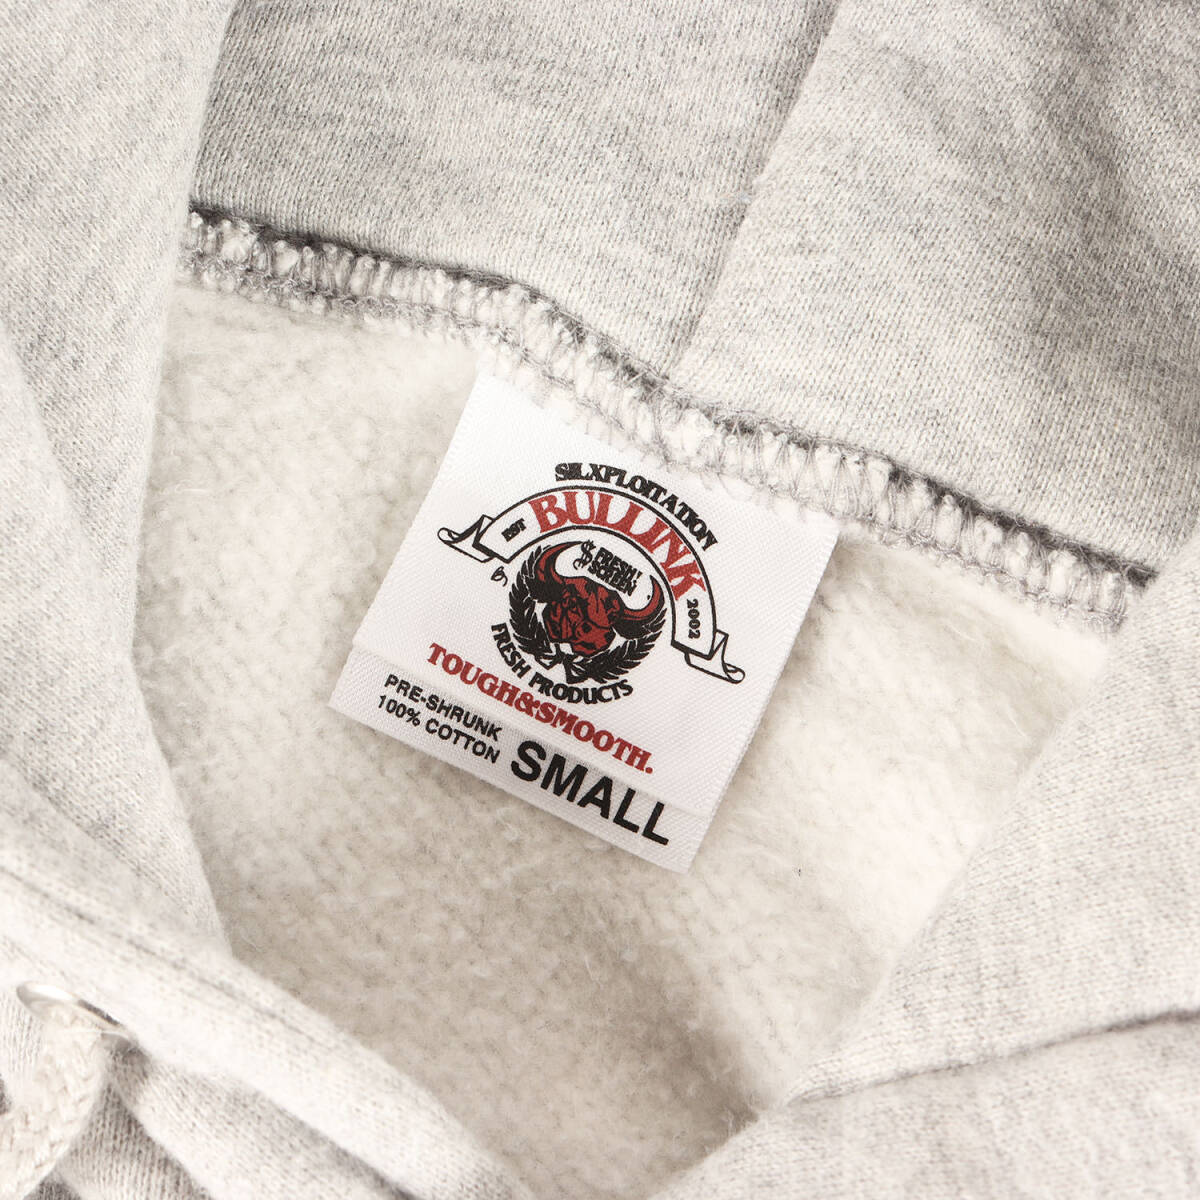 SILXPLOITATION
BULLINK
EST
2002
$ FRESH!
$ SCREEN
FRESH PRODUCTS
TOUGH&SMOOTH.
PRE-SHRUNK
100% COTTON
SMALL